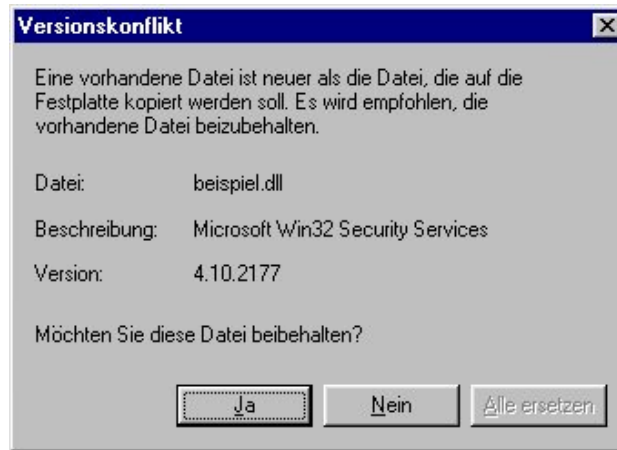 Versionskonflikt
Eine vorhandene Datei ist neuer als die Datei, die auf die
Festplatte kopiert werden soll. Es wird empfohlen, die
vorhandene Datei beizubehalten.
Datei: beispiel.dll
Beschreibung: Microsoft Win32 Security Services
Version: 4.10.2177
Möchten Sie diese Datei beibehalten?
Ja Nein Alle ersetzen